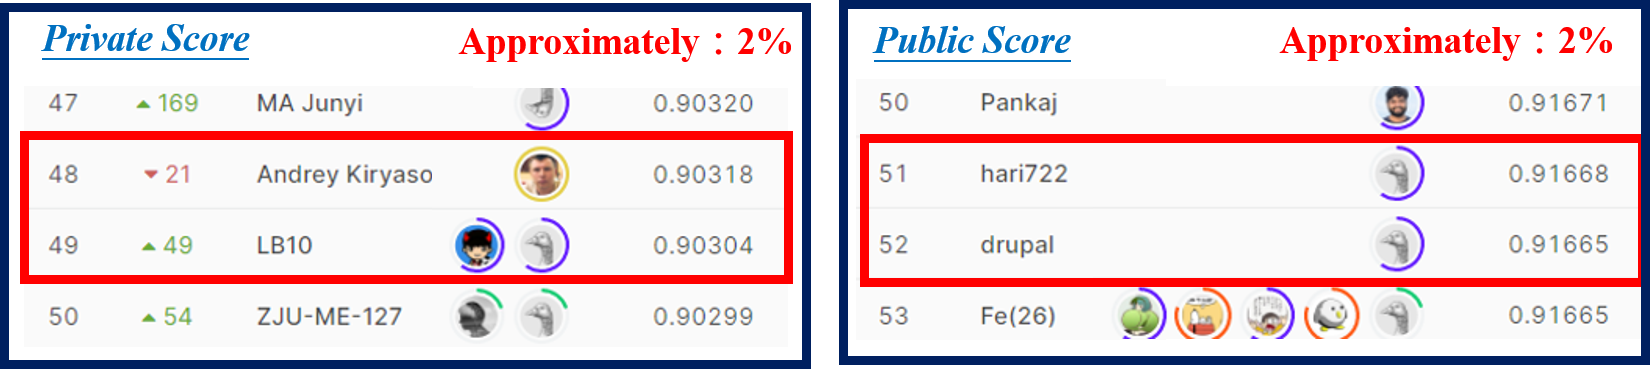 Private Score
Approximately：2%
47 169 MA Junyi 0.90320
48 21 Andrey Kiryaso 0.90318
49 49 LB10 0.90304
50 54 ZJU-ME-127 0.90299
Public Score
Approximately：2%
50 Pankaj 0.91671
51 hari722 0.91668
52 drupal 0.91665
53 Fe(26) 0.91665